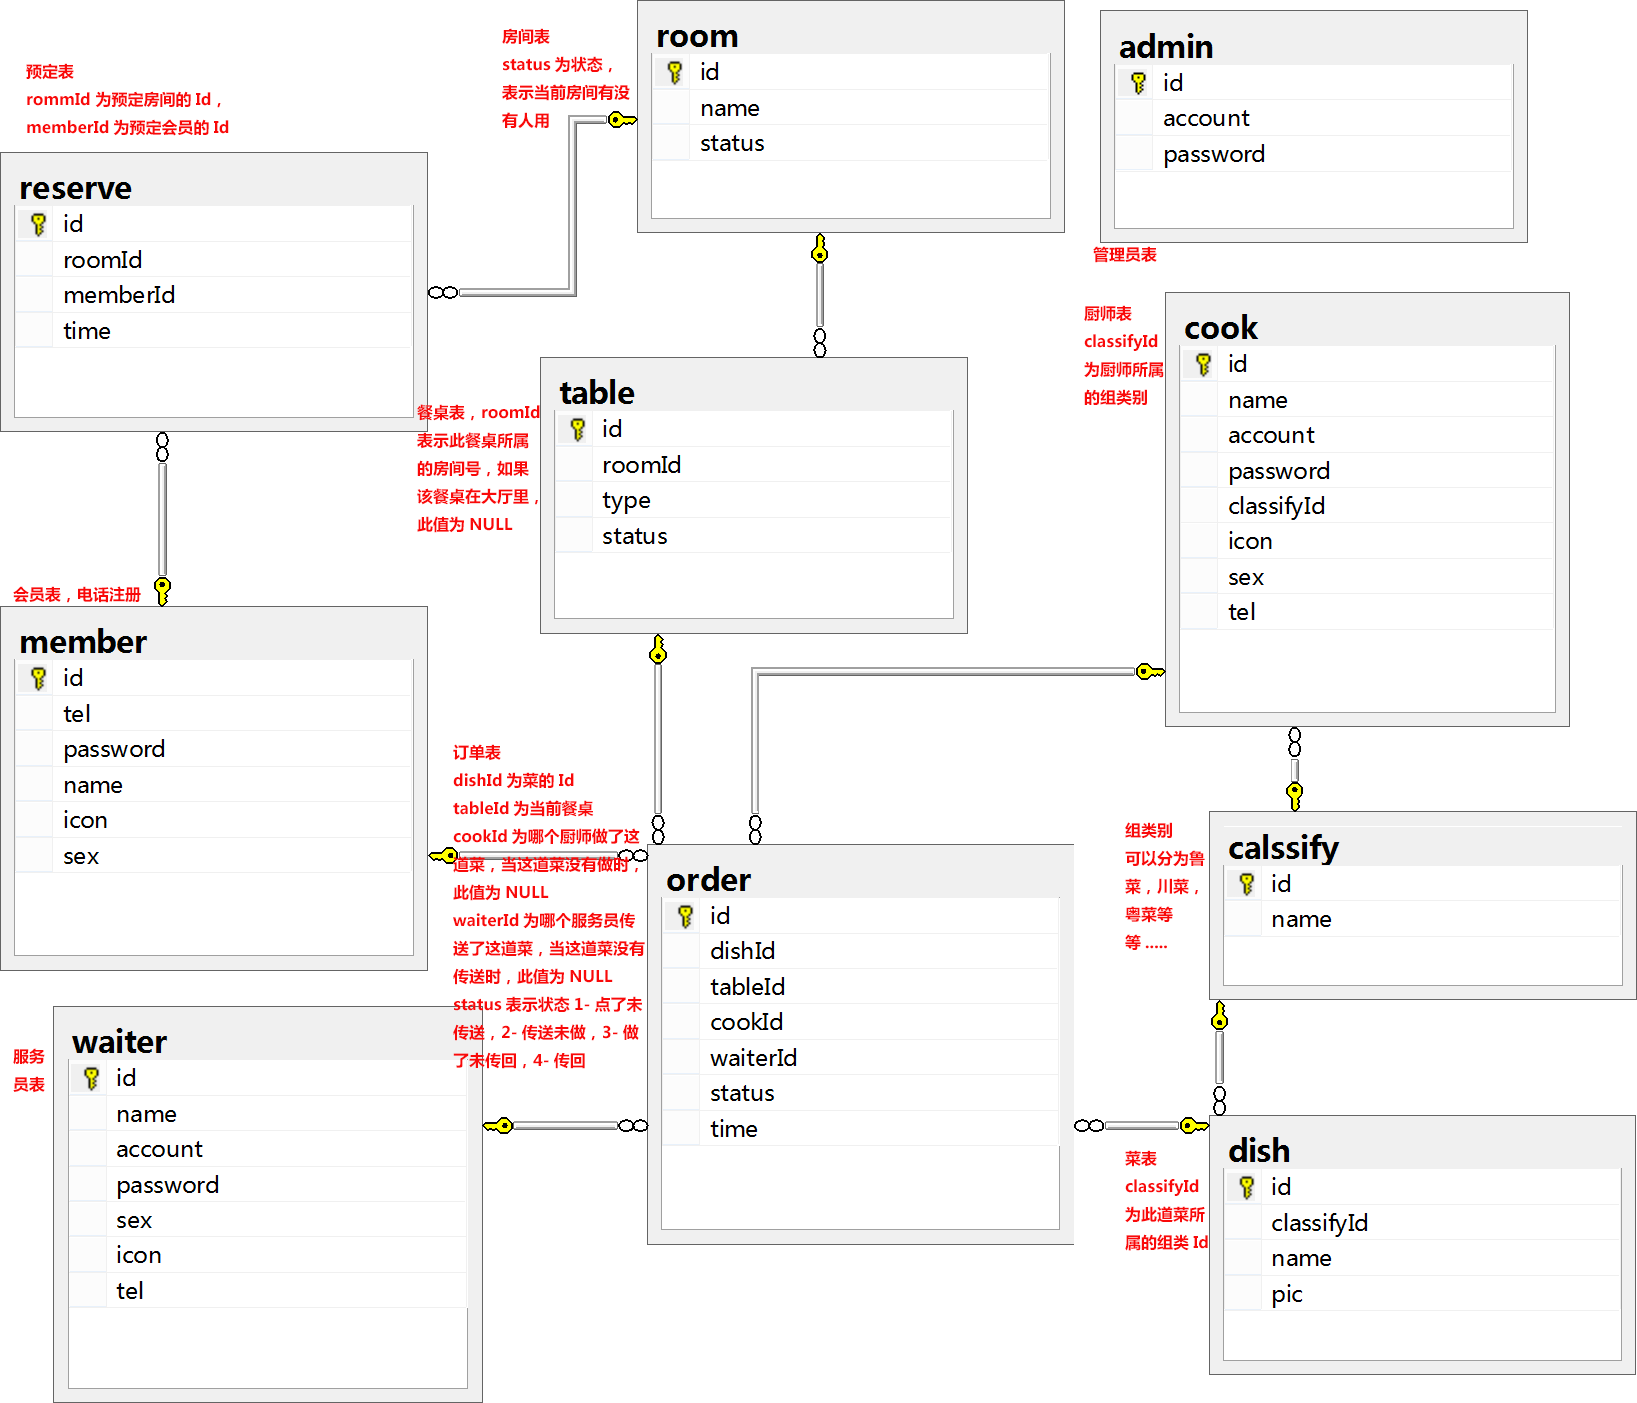 预定表
rommId 为预定房间的 Id，
memberId 为预定会员的 Id
reserve
id
roomId
memberId
time
房间表
status 为状态，
表示当前房间有没
有人用
room
id
name
status
admin
id
account
password
管理员表
餐桌表，roomId
表示此餐桌所属
的房间号，如果
该餐桌在大厅里，
此值为 NULL
table
id
roomId
type
status
厨师表
classifyId
为厨师所属
的组类别
cook
id
name
account
password
classifyId
icon
sex
tel
会员表，电话注册
member
id
tel
password
name
icon
sex
订单表
dishId 为菜的 Id
tableId 为当前餐桌
cookId 为哪个厨师做了这
道菜，当这道菜没有做时，
此值为 NULL
waiterId 为哪个服务员传
送了这道菜，当这道菜没有
传送时，此值为 NULL
status 表示状态 1- 点了未
传送，2- 传送未做，3- 做
了未传回，4- 传回
order
id
dishId
tableId
cookId
waiterId
status
time
组类别
可以分为鲁
菜，川菜，
粤菜等
等 .....
calssify
id
name
服务
员表
waiter
id
name
account
password
sex
icon
tel
菜表
classifyId
为此道菜所
属的组类 Id
dish
id
classifyId
name
pic